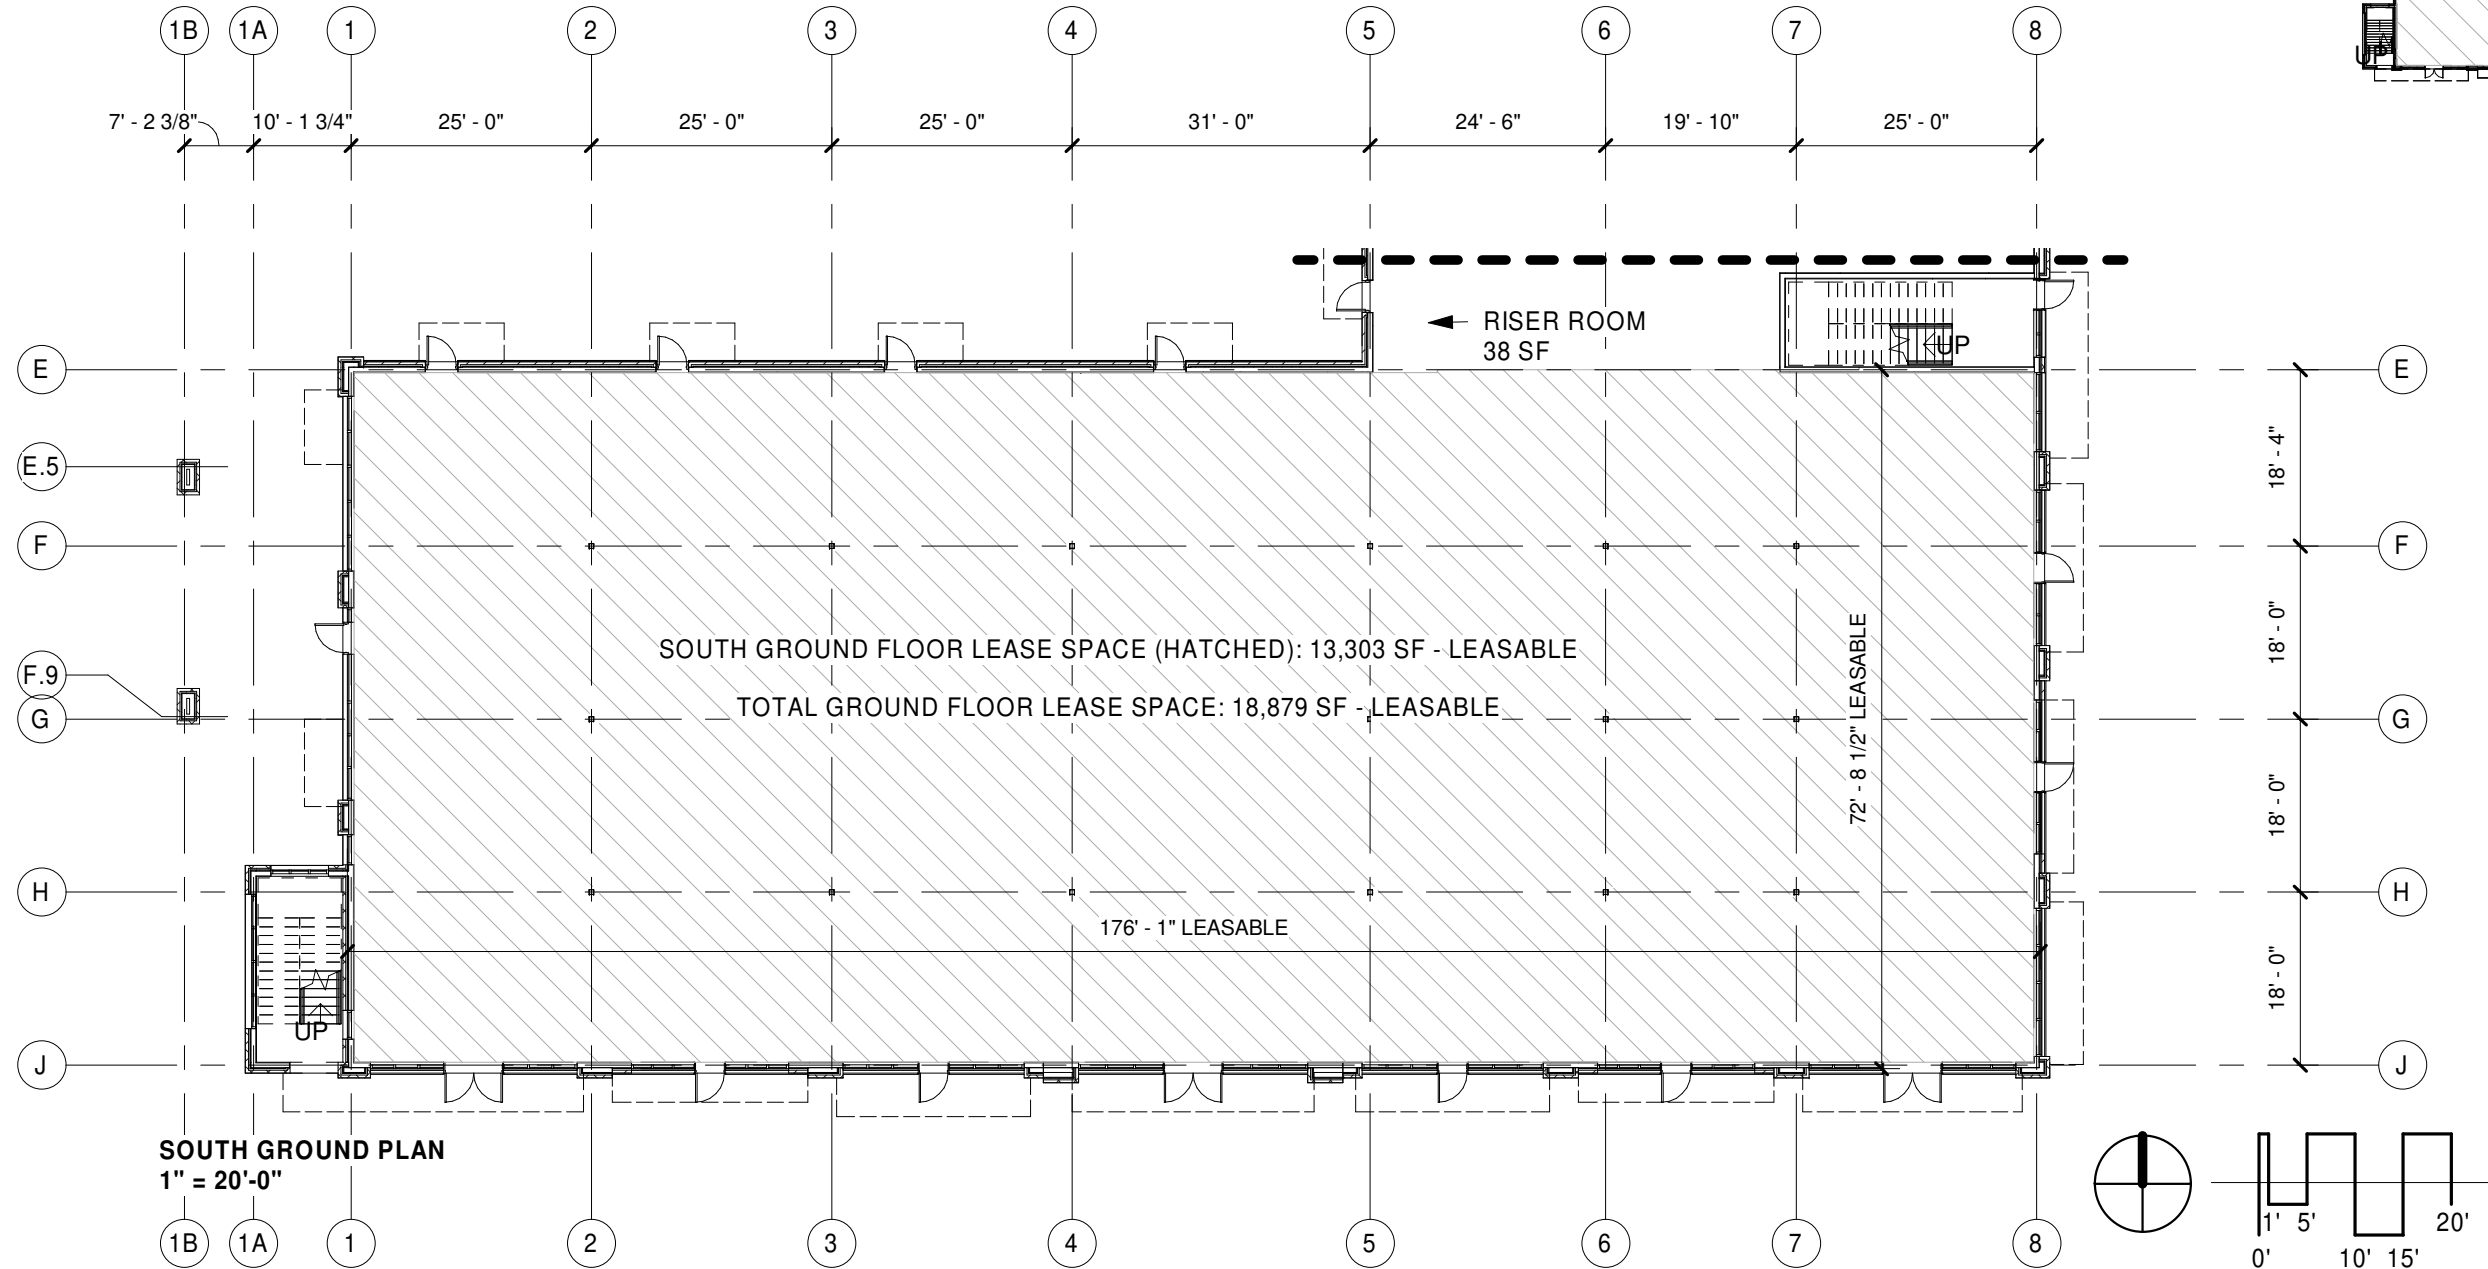 1B 1A 1 2 3 4 5 6 7 8
UP
7' - 2 3/8" 10' - 1 3/4" 25' - 0" 25' - 0" 25' - 0" 31' - 0" 24' - 6" 19' - 10" 25' - 0"
RISER ROOM
38 SF
UP
E E
18' - 4"
E.5
F F
18' - 0"
SOUTH GROUND FLOOR LEASE SPACE (HATCHED): 13,303 SF - LEASABLE
F.9
TOTAL GROUND FLOOR LEASE SPACE: 18,879 SF - LEASABLE
72' - 8 1/2" LEASABLE
G G
18' - 0"
H H
176' - 1" LEASABLE
18' - 0"
UP
J J
SOUTH GROUND PLAN
1" = 20'-0"
1' 5' 20'
0' 10' 15'
1B 1A 1 2 3 4 5 6 7 8